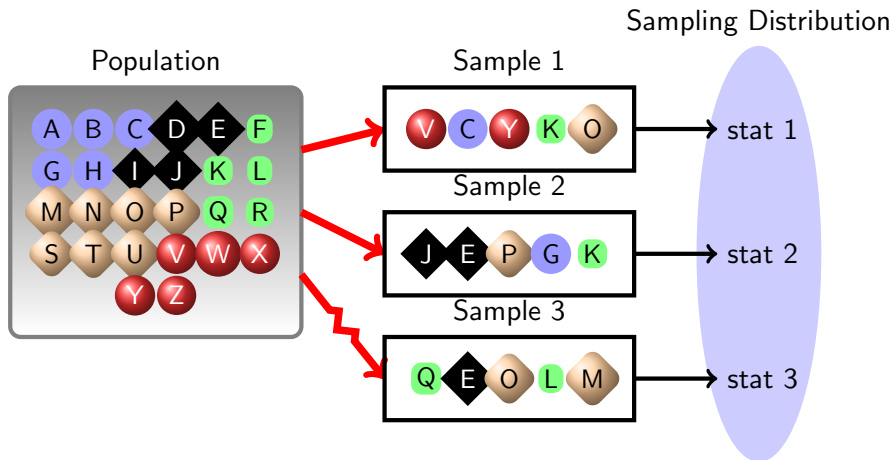 Sampling Distribution
Population
Sample 1
A B C D E F
V C Y K O
stat 1
G H I J K L
Sample 2
M N O P Q R
S T U V W X
J E P G K
stat 2
Y Z
Sample 3
Q E O L M
stat 3